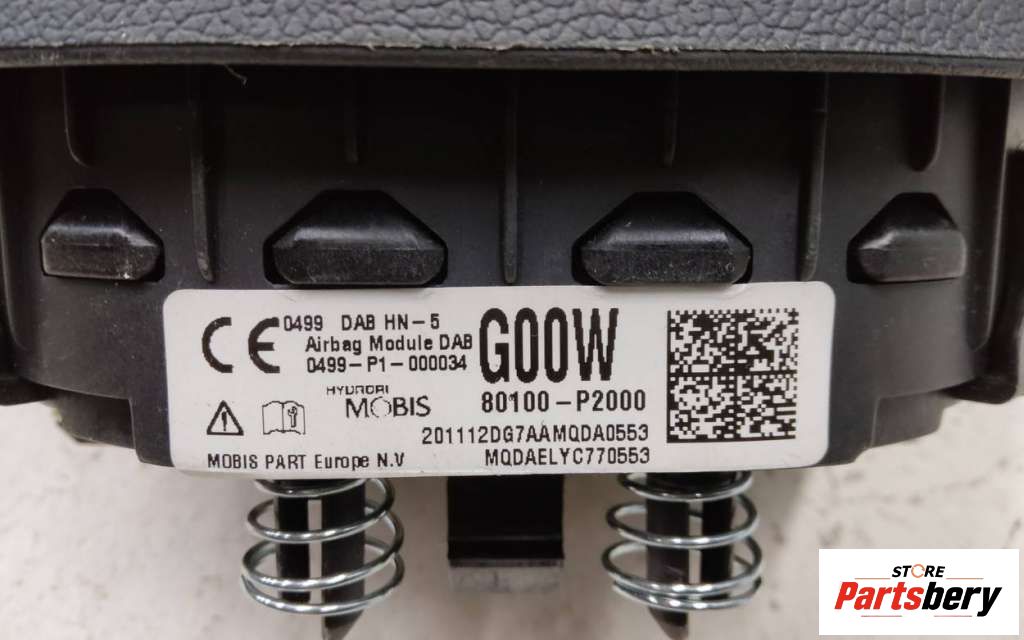 CE 0499 DAB HN-5
Airbag Module DAB
0499-P1-000034
G00W
80100-P2000
HYUNDAI
MOBIS
201112DG7AAMQDA0553
MOBIS PART Europe N.V
MQDAELYC770553
STORE
Partsbery